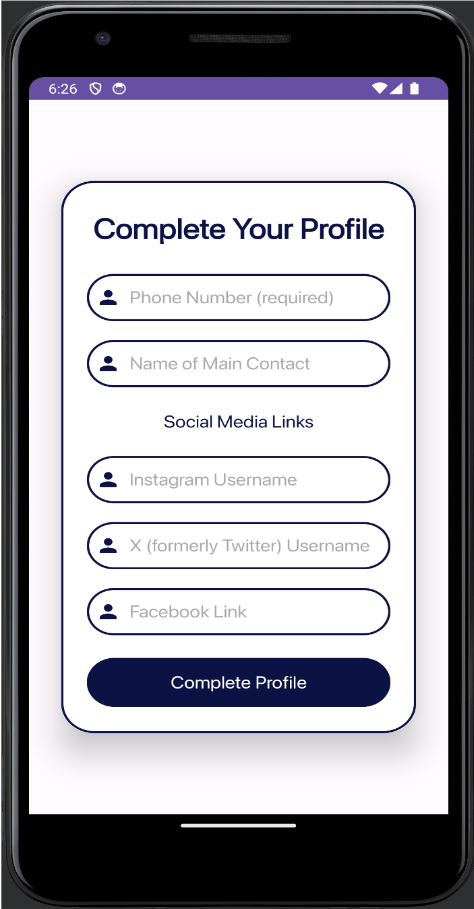 6:26
Complete Your Profile
Phone Number (required)
Name of Main Contact
Social Media Links
Instagram Username
X (formerly Twitter) Username
Facebook Link
Complete Profile